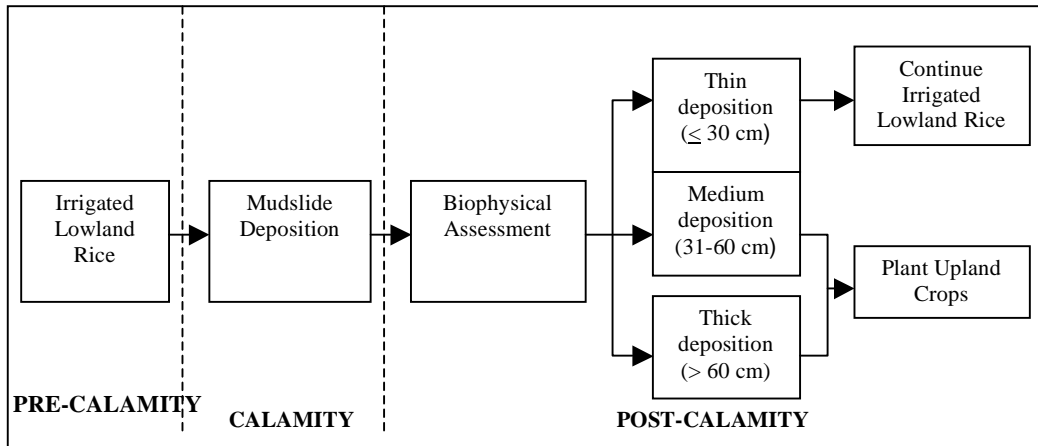 Irrigated
Lowland
Rice
Mudslide
Deposition
Biophysical
Assessment
Thin
deposition
(≤ 30 cm)
Medium
deposition
(31-60 cm)
Thick
deposition
(> 60 cm)
Continue
Irrigated
Lowland Rice
Plant Upland
Crops
PRE-CALAMITY
CALAMITY
POST-CALAMITY